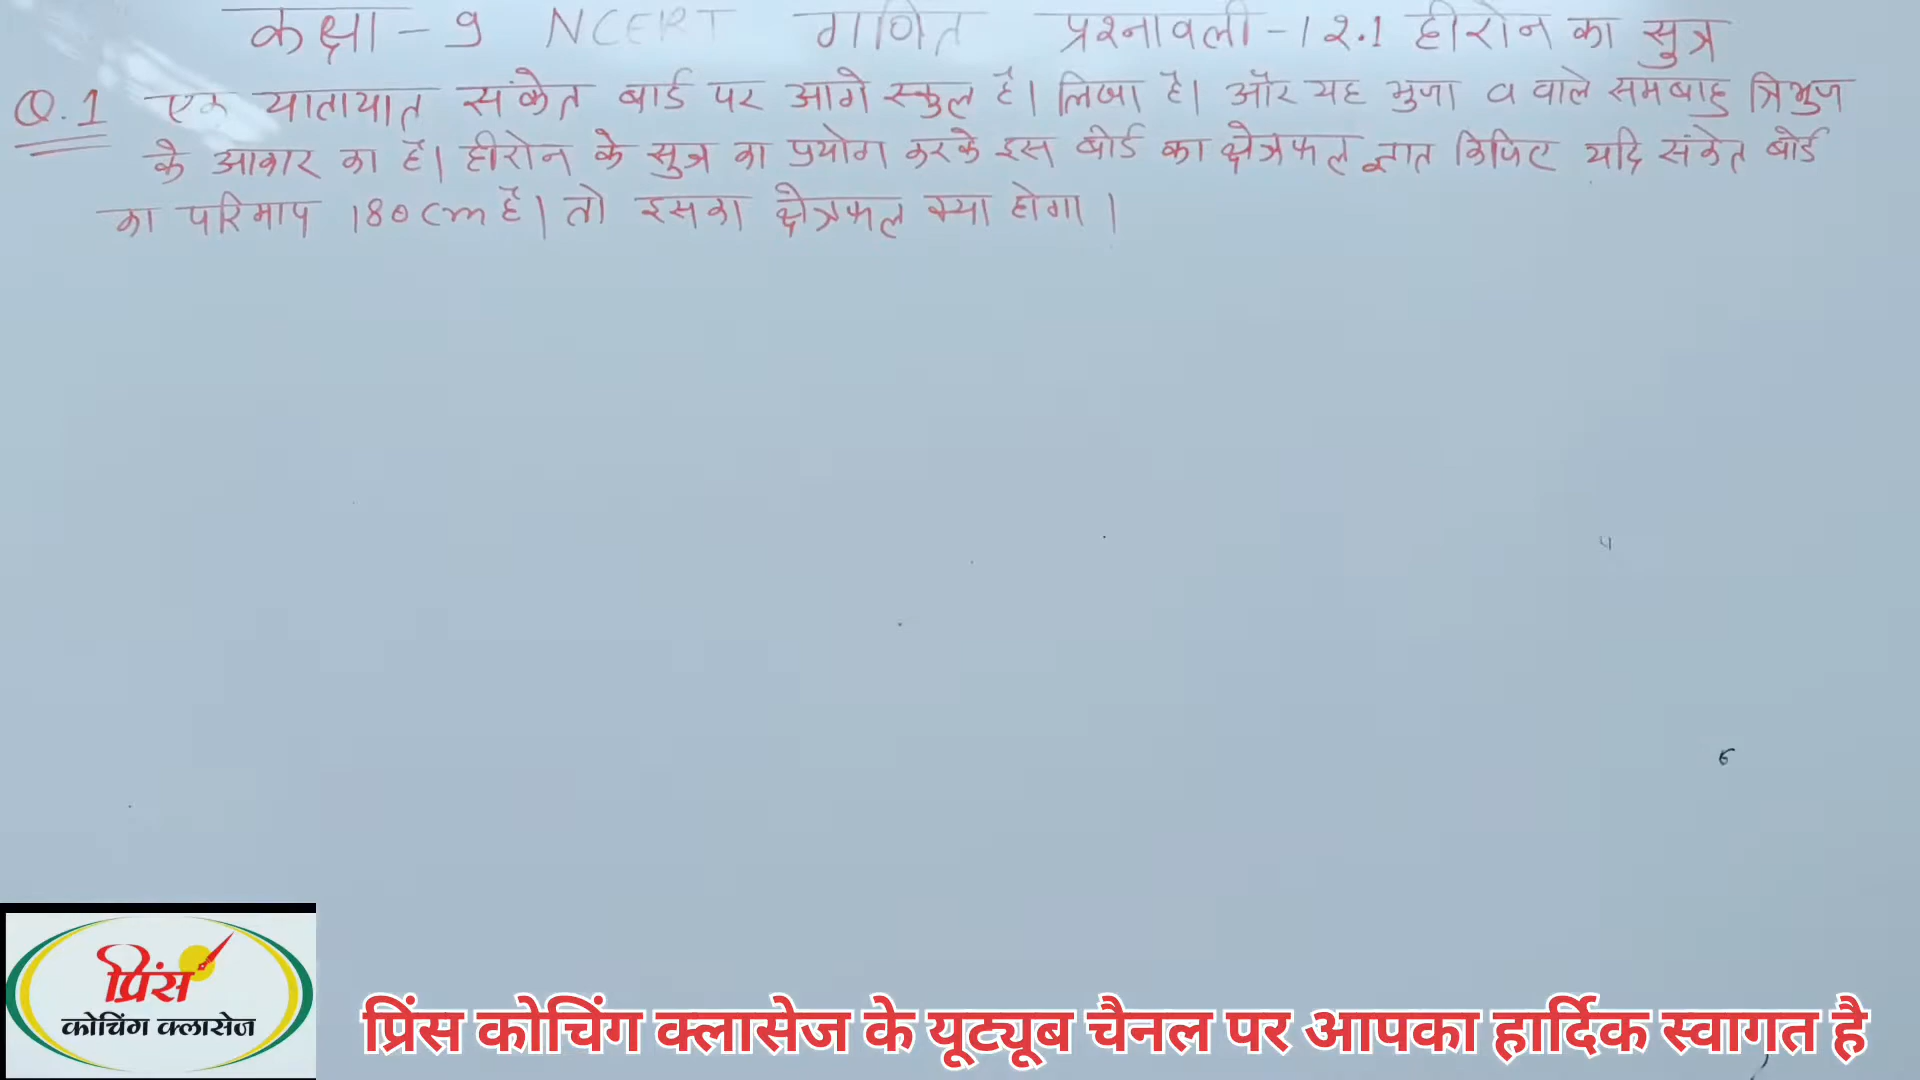 कक्षा - 9 NCERT गणित प्रश्नावली - 12.1 हीरोन का सुत्र
Q.1 एक यातायात संकेत बार्ड पर आगे स्कुल है। लिखा है। और यह भुजा a वाले समबाहु त्रिभुज
के आकार का है। हीरोन के सुत्र का प्रयोग करके इस बोर्ड का क्षेत्रफल ज्ञात किजिए यदि संकेत बोर्ड
का परिमाप 180 cm है। तो इसका क्षेत्रफल क्या होगा।
प्रिंस
कोचिंग क्लासेज
प्रिंस कोचिंग क्लासेज के यूट्यूब चैनल पर आपका हार्दिक स्वागत है